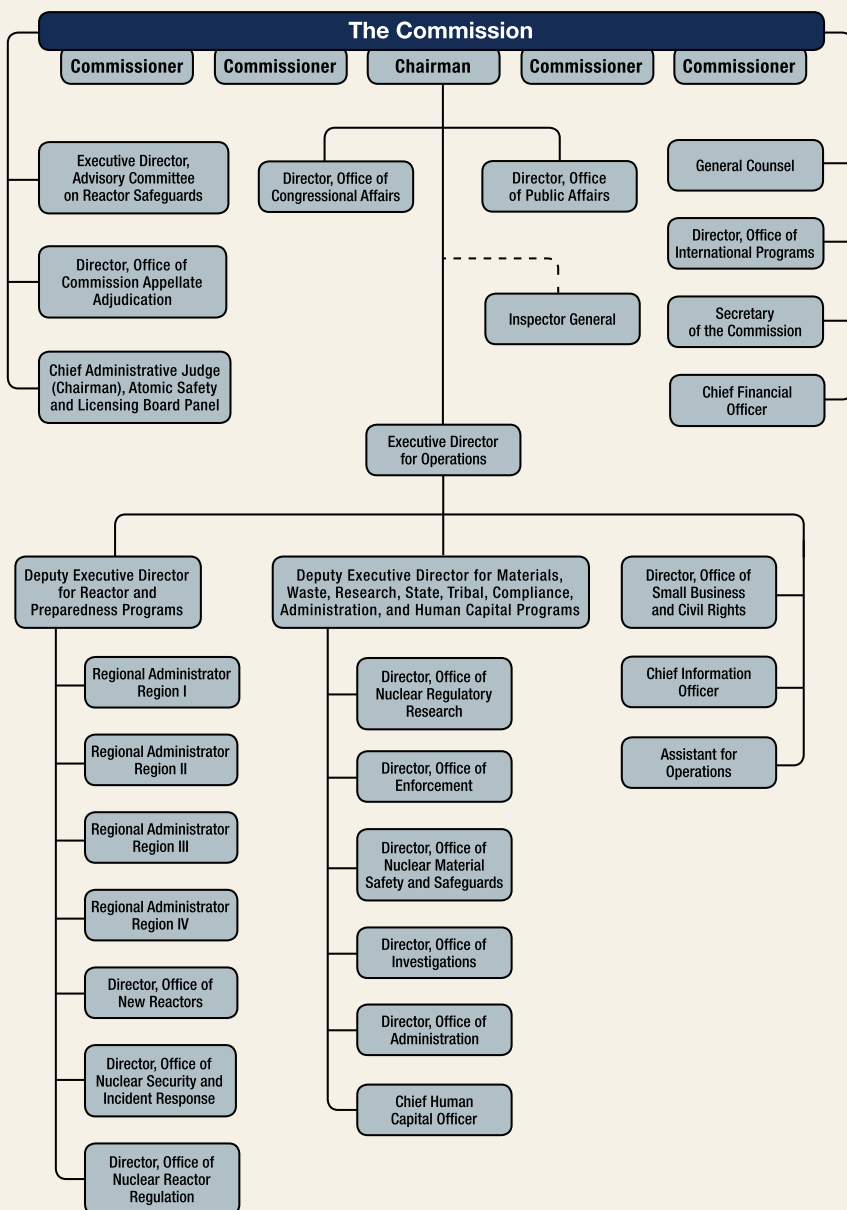 The Commission
Commissioner
Commissioner
Chairman
Commissioner
Commissioner
Executive Director,
Advisory Committee
on Reactor Safeguards
Director, Office of
Congressional Affairs
Director, Office
of Public Affairs
General Counsel
Director, Office of
International Programs
Director, Office of
Commission Appellate
Adjudication
Inspector General
Secretary
of the Commission
Chief Administrative Judge
(Chairman), Atomic Safety
and Licensing Board Panel
Chief Financial
Officer
Executive Director
for Operations
Deputy Executive Director
for Reactor and
Preparedness Programs
Deputy Executive Director for Materials,
Waste, Research, State, Tribal, Compliance,
Administration, and Human Capital Programs
Director, Office of
Small Business
and Civil Rights
Regional Administrator
Region I
Regional Administrator
Region II
Regional Administrator
Region III
Regional Administrator
Region IV
Director, Office of
New Reactors
Director, Office of
Nuclear Security and
Incident Response
Director, Office of
Nuclear Reactor
Regulation
Director, Office of
Nuclear Regulatory
Research
Director, Office of
Enforcement
Director, Office of
Nuclear Material
Safety and Safeguards
Director, Office of
Investigations
Director, Office of
Administration
Chief Human
Capital Officer
Chief Information
Officer
Assistant for
Operations